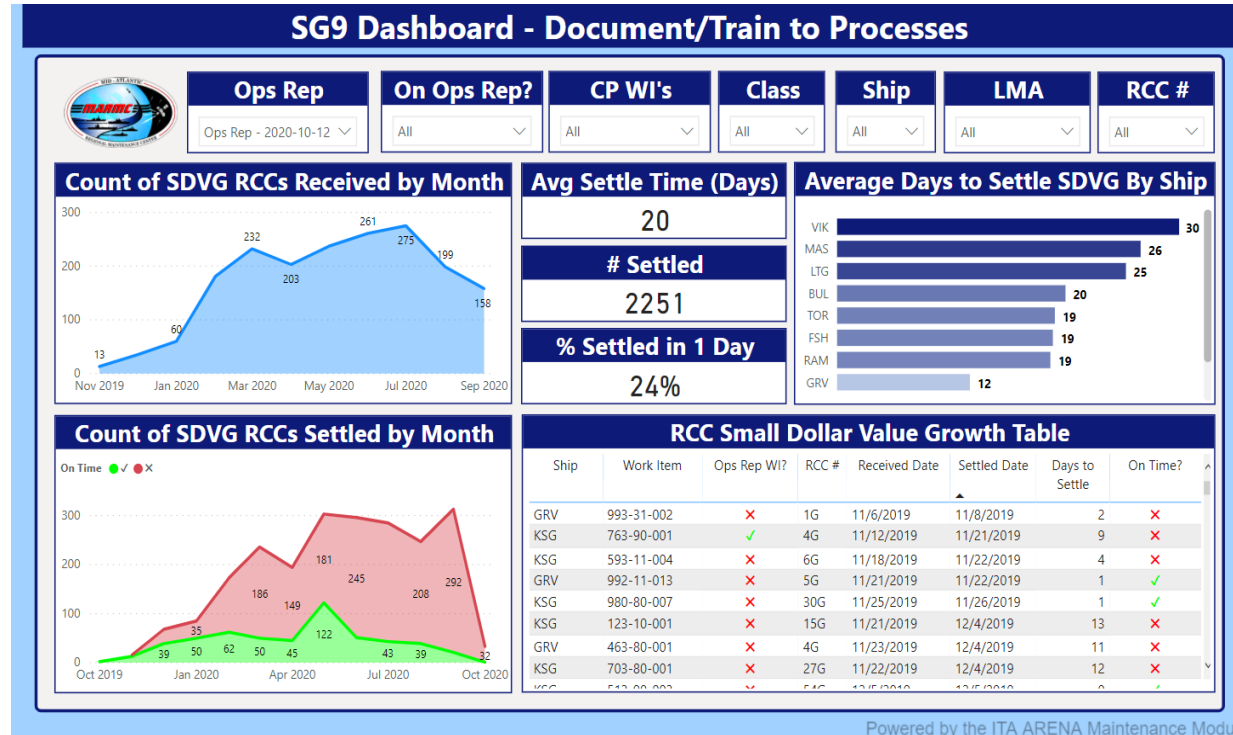 SG9 Dashboard - Document/Train to Processes
MID - ATLANTIC
MARMC
REGIONAL MAINTENANCE CENTER
Ops Rep
On Ops Rep?
CP WI's
Class
Ship
LMA
RCC #
Ops Rep - 2020-10-12
All
All
All
All
All
All
Count of SDVG RCCs Received by Month
300
200
100
0
13
60
232
203
261
275
199
158
Nov 2019 Jan 2020 Mar 2020 May 2020 Jul 2020 Sep 2020
Avg Settle Time (Days)
20
# Settled
2251
% Settled in 1 Day
24%
Average Days to Settle SDVG By Ship
VIK 30
MAS 26
LTG 25
BUL 20
TOR 19
FSH 19
RAM 19
GRV 12
Count of SDVG RCCs Settled by Month
On Time ✓ X
300
200
100
0
35
186
149
181
245
208
292
39
50
62
50
45
122
43
39
32
Oct 2019 Jan 2020 Apr 2020 Jul 2020 Oct 2020
RCC Small Dollar Value Growth Table
Ship Work Item Ops Rep WI? RCC # Received Date Settled Date Days to Settle On Time?
GRV 993-31-002 X 1G 11/6/2019 11/8/2019 2 X
KSG 763-90-001 ✓ 4G 11/12/2019 11/21/2019 9 X
KSG 593-11-004 X 6G 11/18/2019 11/22/2019 4 X
GRV 992-11-013 X 5G 11/21/2019 11/22/2019 1 ✓
KSG 980-80-007 X 30G 11/25/2019 11/26/2019 1 ✓
KSG 123-10-001 X 15G 11/21/2019 12/4/2019 13 X
GRV 463-80-001 X 4G 11/23/2019 12/4/2019 11 X
KSG 703-80-001 X 27G 11/22/2019 12/4/2019 12 X
Powered by the ITA ARENA Maintenance Modu